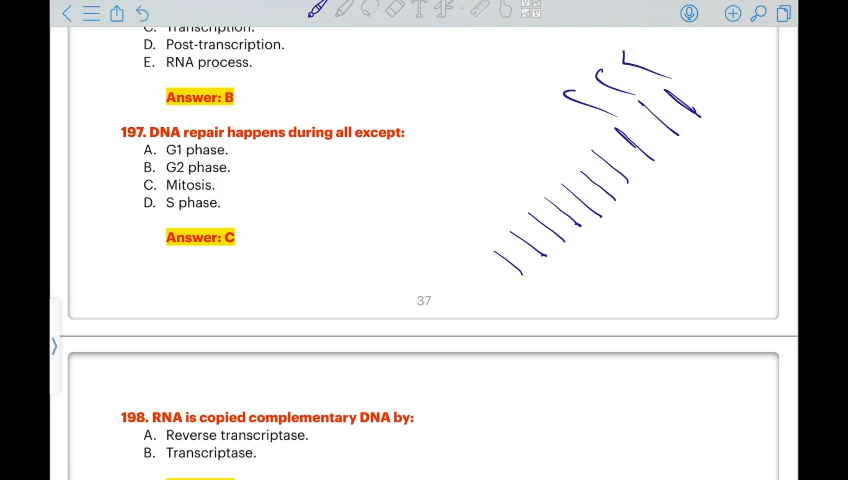 C. Transcription.
D. Post-transcription.
E. RNA process.
Answer: B
197. DNA repair happens during all except:
A. G1 phase.
B. G2 phase.
C. Mitosis.
D. S phase.
Answer: C
37
198. RNA is copied complementary DNA by:
A. Reverse transcriptase.
B. Transcriptase.